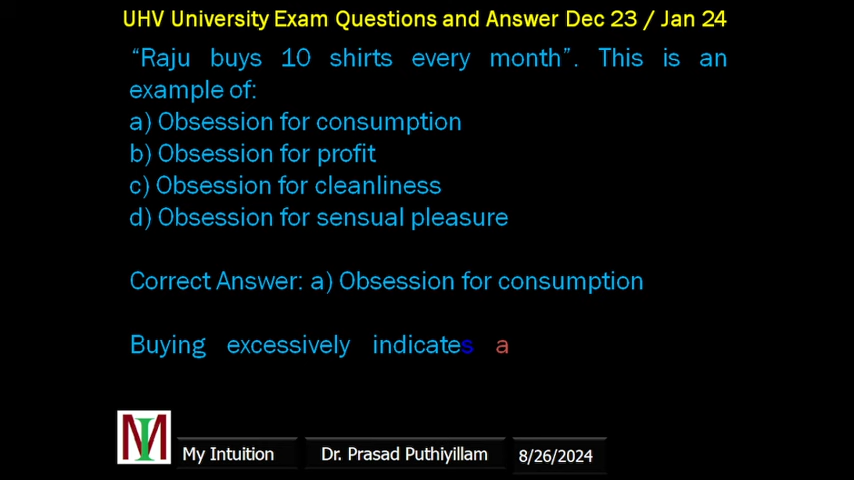 UHV University Exam Questions and Answer Dec 23 / Jan 24
“Raju buys 10 shirts every month”. This is an
example of:
a) Obsession for consumption
b) Obsession for profit
c) Obsession for cleanliness
d) Obsession for sensual pleasure
Correct Answer: a) Obsession for consumption
Buying excessively indicates a
MI
My Intuition
Dr. Prasad Puthiyillam
8/26/2024